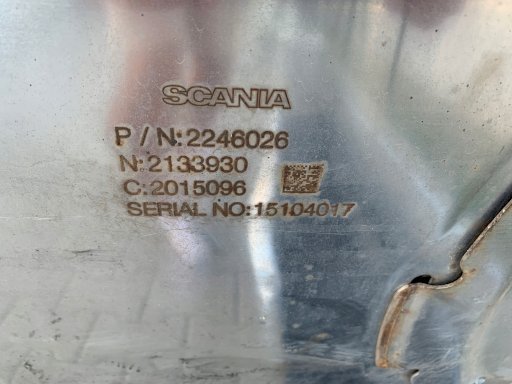 SCANIA
P / N: 2246026
N: 2133930
C: 2015096
SERIAL NO: 15104017